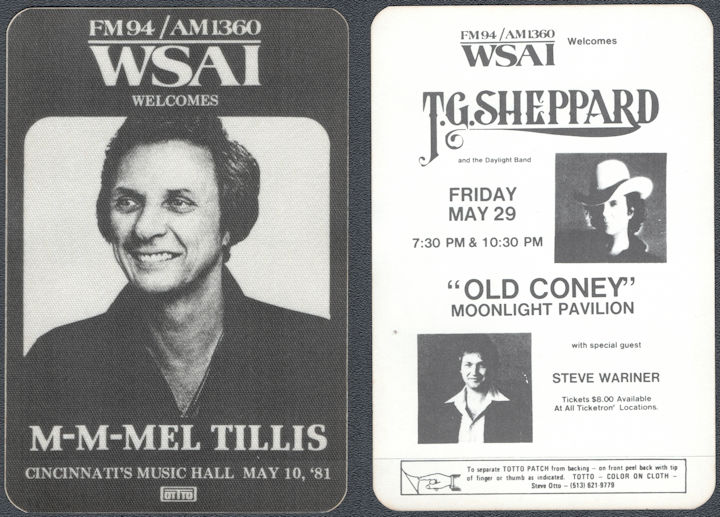 FM94/AM1360
WSAI
WELCOMES
M-M-MEL TILLIS
CINCINNATI'S MUSIC HALL MAY 10, '81
OTTO
FM94/AM1360
WSAI Welcomes
T.G. SHEPPARD
and the Daylight Band
FRIDAY
MAY 29
7:30 PM & 10:30 PM
"OLD CONEY"
MOONLIGHT PAVILION
with special guest
STEVE WARINER
Tickets $8.00 Available
At All Ticketron' Locations.
To separate TOTTO PATCH from backing – on front peel back with tip
of finger or thumb as indicated. TOTTO – COLOR ON CLOTH –
Steve Otto – (513) 621-9779